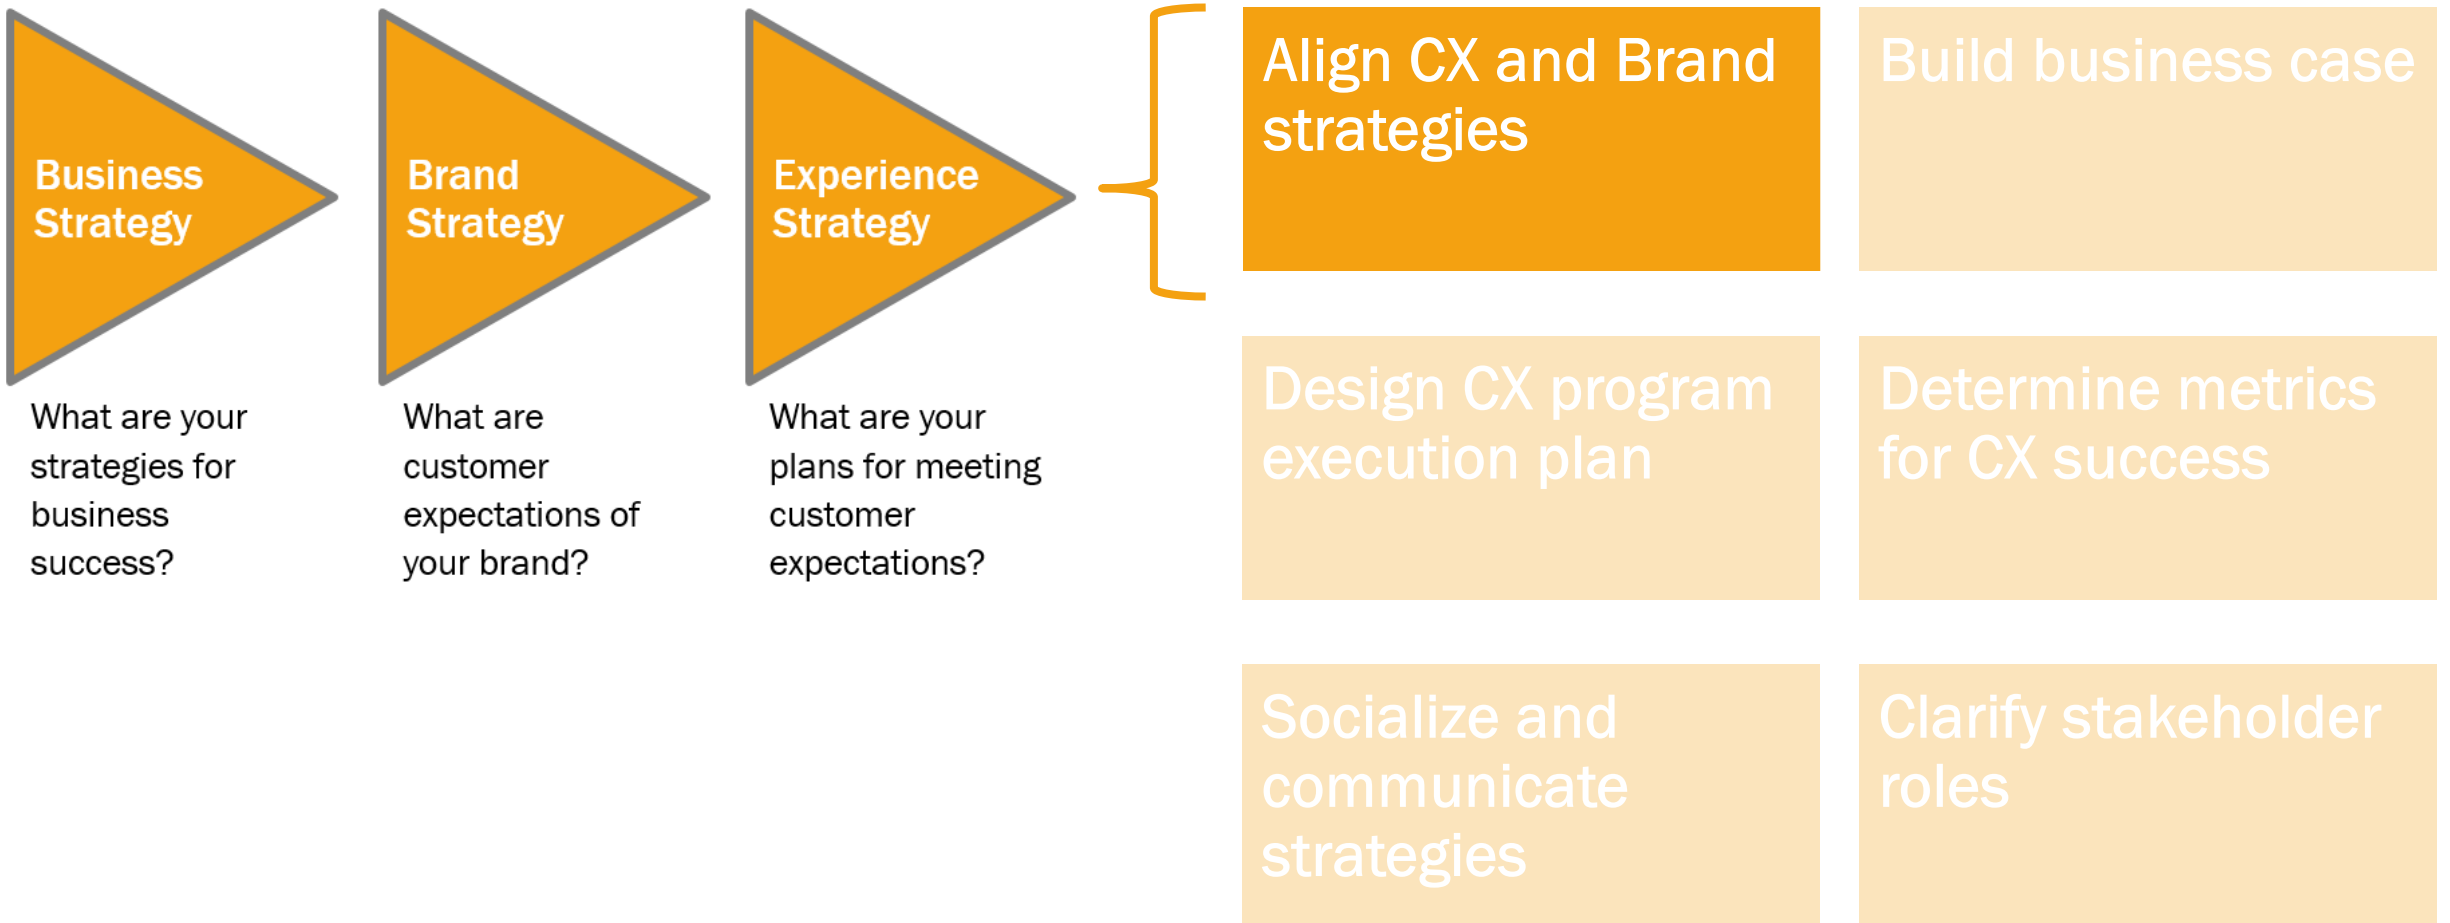 Business
Strategy
What are your
strategies for
business
success?
Brand
Strategy
What are
customer
expectations of
your brand?
Experience
Strategy
What are your
plans for meeting
customer
expectations?
Align CX and Brand
strategies
Build business case
Design CX program
execution plan
Determine metrics
for CX success
Socialize and
communicate
strategies
Clarify stakeholder
roles